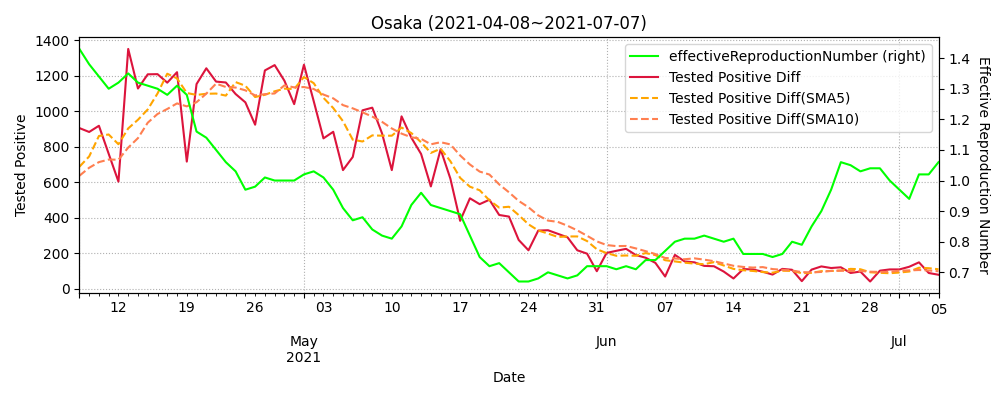 Osaka (2021-04-08~2021-07-07)
effectiveReproductionNumber (right)
Tested Positive Diff
Tested Positive Diff(SMA5)
Tested Positive Diff(SMA10)
Tested Positive
1400
1200
1000
800
600
400
200
0
1.4
1.3
1.2
1.1
1.0
0.9
0.8
0.7
Effective Reproduction Number
12 19 26 03 10 17 24 31 07 14 21 28 05
May Jun Jul
2021
Date